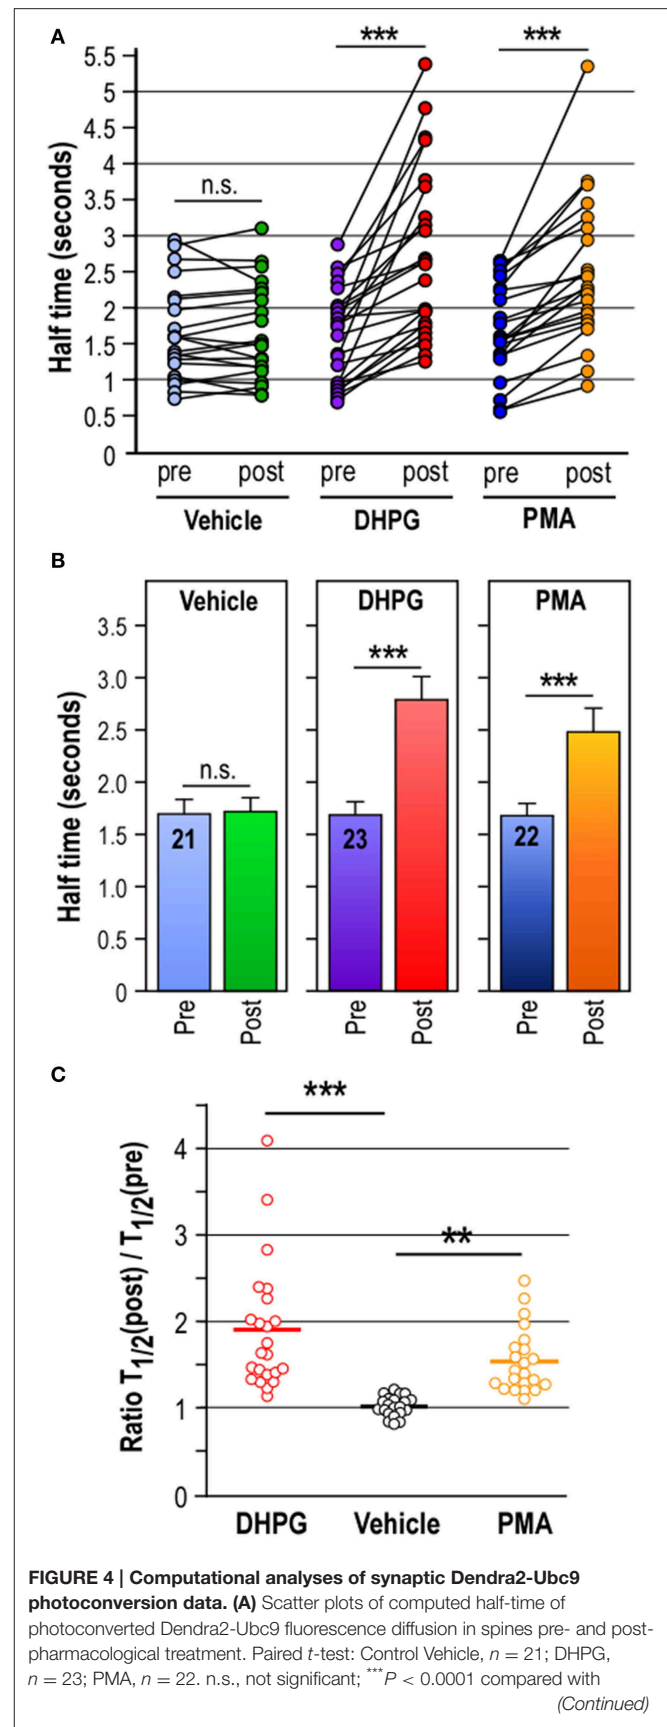 A
*** ***
5.5
5
4.5
4
3.5
3
2.5
2
1.5
1
0.5
0
Half time (seconds)
n.s.
pre post pre post pre post
Vehicle DHPG PMA
B
Vehicle DHPG PMA
3.5
3.0
2.5
2.0
1.5
1.0
0.5
0
Half time (seconds)
n.s. *** ***
21 23 22
Pre Post Pre Post Pre Post
C
***
**
4
3
2
1
0
Ratio T1/2(post) / T1/2(pre)
DHPG Vehicle PMA
FIGURE 4 | Computational analyses of synaptic Dendra2-Ubc9
photoconversion data. (A) Scatter plots of computed half-time of
photoconverted Dendra2-Ubc9 fluorescence diffusion in spines pre- and post-
pharmacological treatment. Paired t-test: Control Vehicle, n = 21; DHPG,
n = 23; PMA, n = 22. n.s., not significant; ***P < 0.0001 compared with
(Continued)